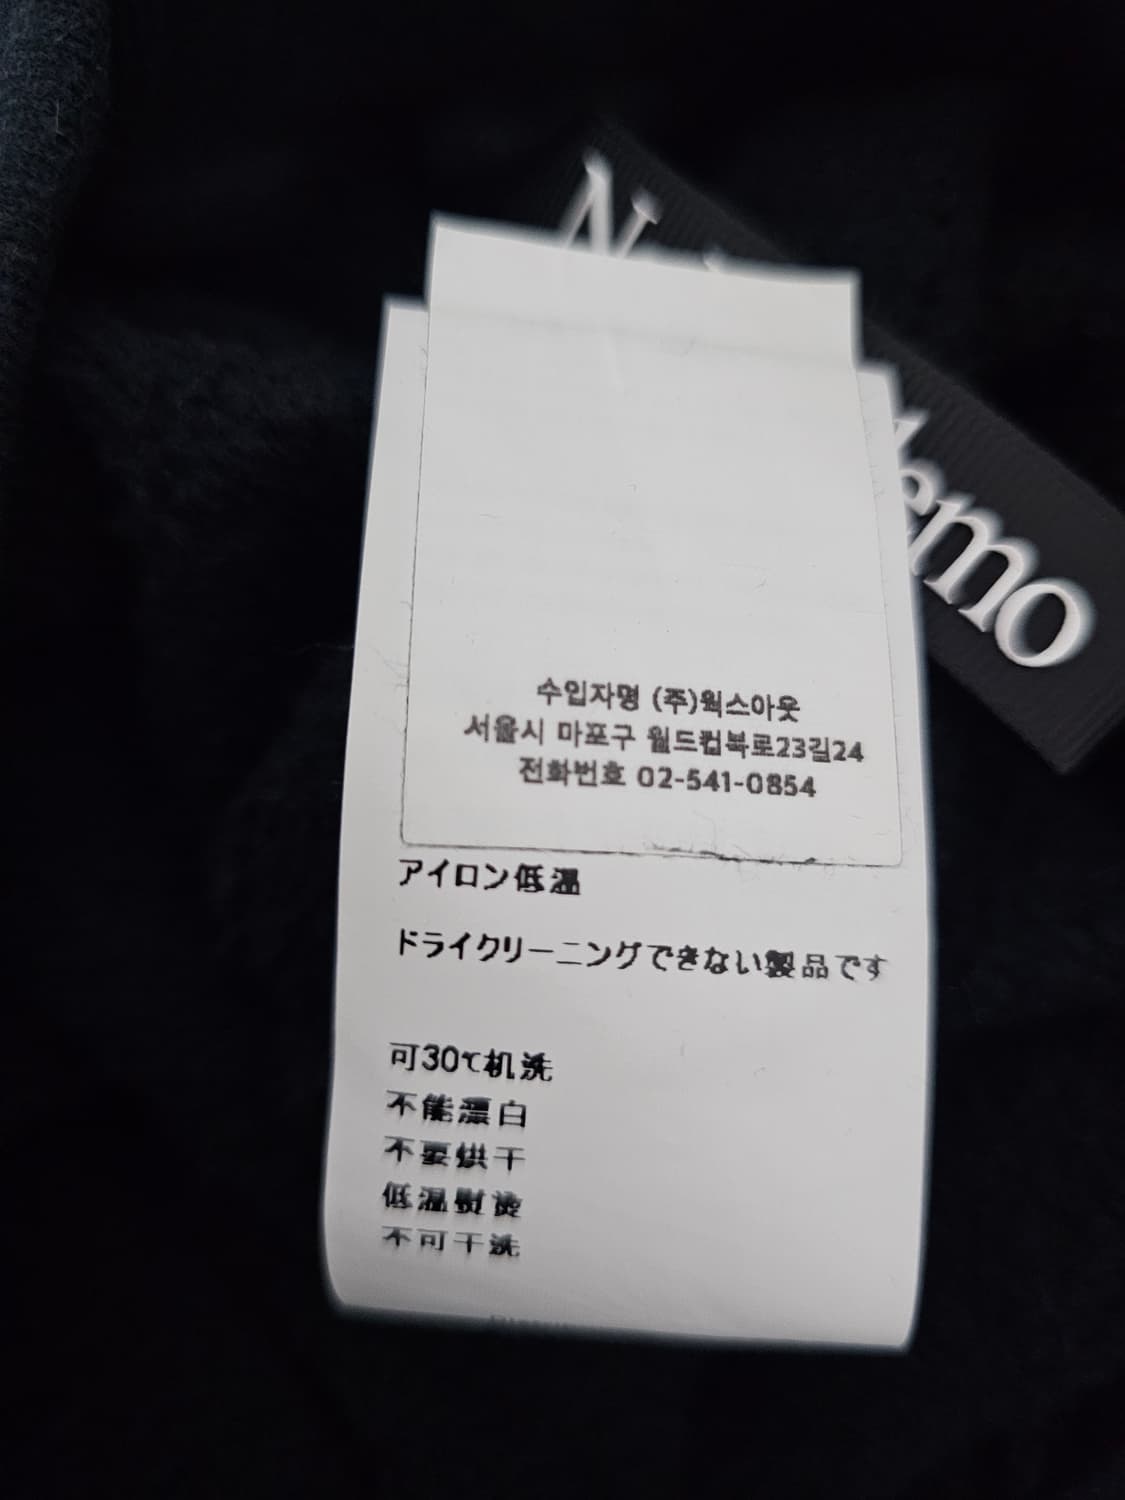 수입자명 (주)웍스아웃
서울시 마포구 월드컵북로23길24
전화번호 02-541-0854
アイロン低温
ドライクリーニングできない製品です
可30℃机洗
不能漂白
不要烘干
低温熨烫
不可干洗